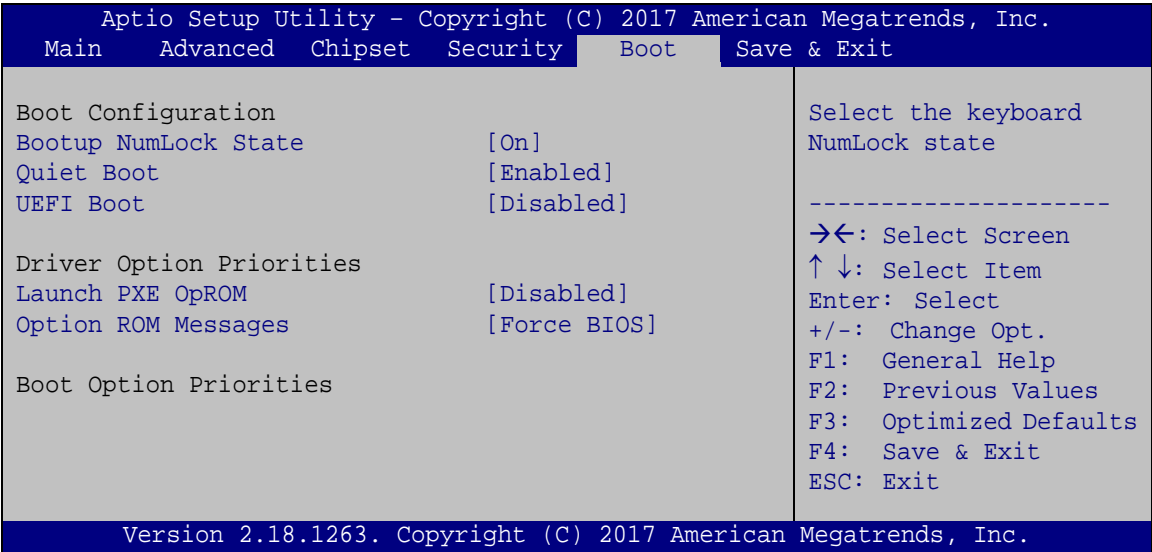 Aptio Setup Utility – Copyright (C) 2017 American Megatrends, Inc.
Main Advanced Chipset Security Boot Save & Exit
Boot Configuration
Bootup NumLock State [On]
Quiet Boot [Enabled]
UEFI Boot [Disabled]
Driver Option Priorities
Launch PXE OpROM [Disabled]
Option ROM Messages [Force BIOS]
Boot Option Priorities
Select the keyboard
NumLock state
---------------------
→←: Select Screen
↑ ↓: Select Item
Enter: Select
+/-: Change Opt.
F1: General Help
F2: Previous Values
F3: Optimized Defaults
F4: Save & Exit
ESC: Exit
Version 2.18.1263. Copyright (C) 2017 American Megatrends, Inc.